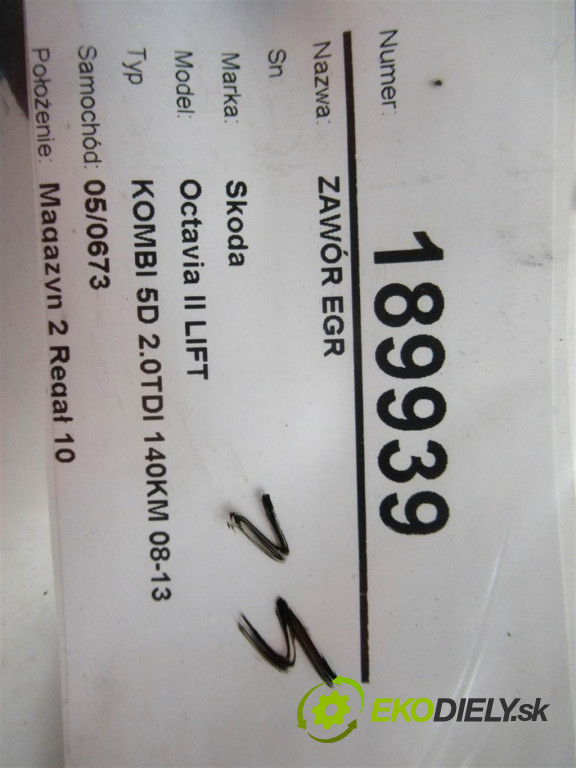 Numer: 189939
Nazwa: ZAWÓR EGR
Sn
Marka: Skoda
Model: Octavia II LIFT
Typ KOMBI 5D 2.0TDI 140KM 08-13
Samochód: 05/0673
Położenie: Magazyn 2 Regał 10
EKODIELY.sk